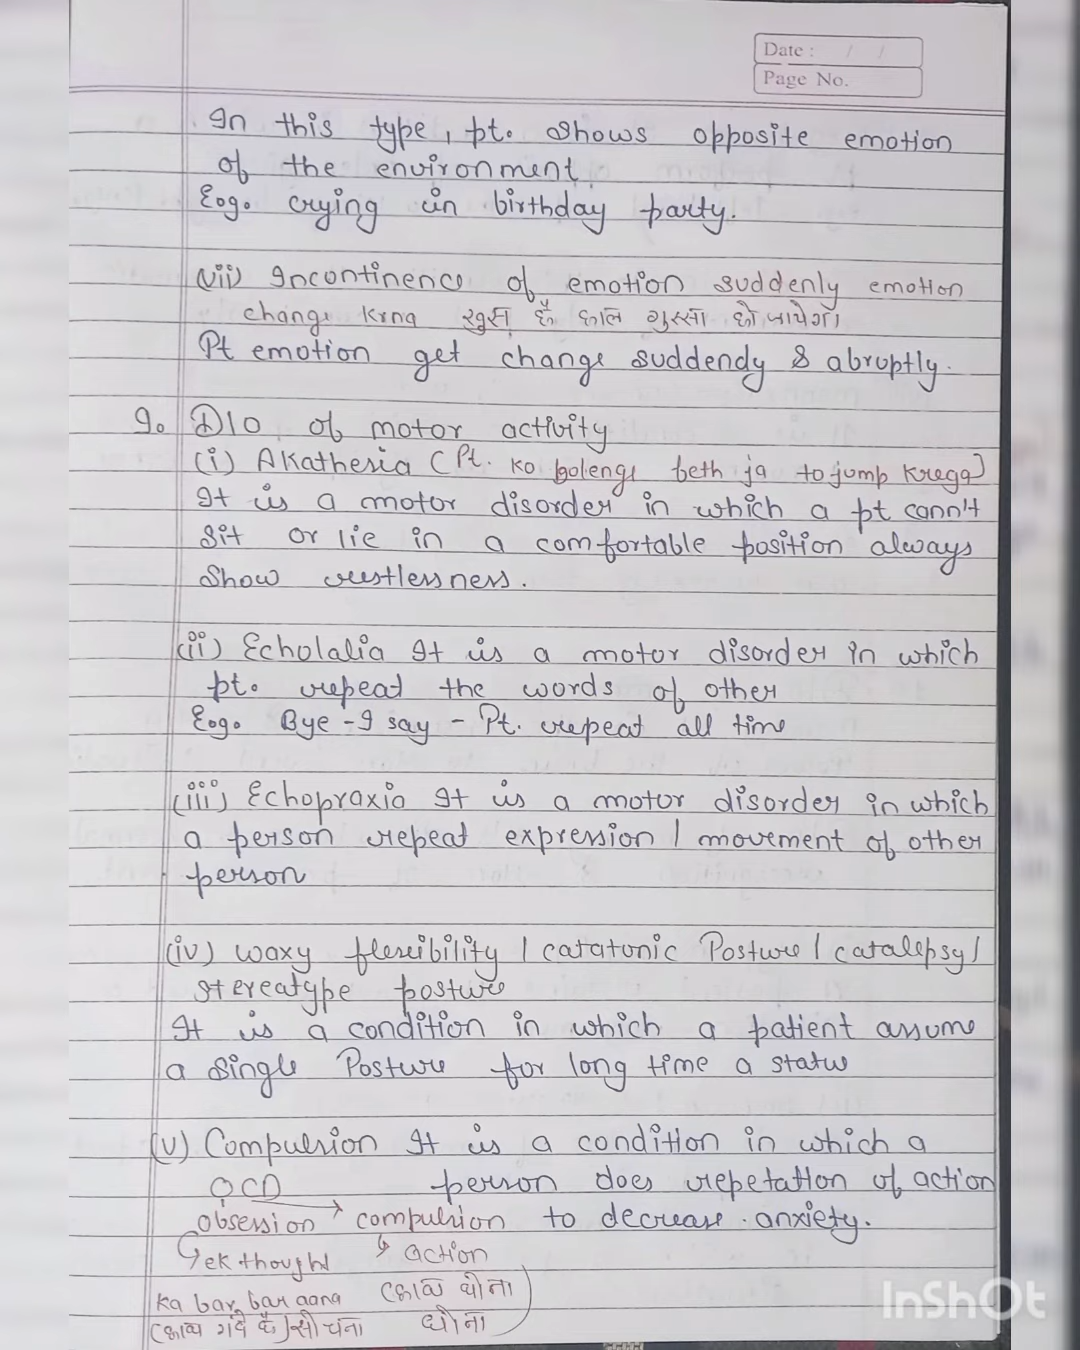 Date : / /
Page No.
In this type, pt. shows opposite emotion
of the environment.
E.g. crying in birthday party.
(vii) Incontinence of emotion suddenly emotion
change krna खुस है हालि गुस्सा हो जायेगे।
Pt emotion get change suddendy & abruptly.
9. D/O of motor activity
(i) Akathesia (Pt. ko bolenge beth ja to jump krega)
It is a motor disorder in which a pt cann't
Sit or lie in a comfortable position always
Show restlessness.
(ii) Echolalia It is a motor disorder in which
pt. repeat the words of other
E.g. Bye - I say - Pt. repeat all time
(iii) Echopraxia It is a motor disorder in which
a person repeat expression / movement of other
person
(iv) waxy flexibility / catatonic Posture / catalepsy /
stereatype posture
It is a condition in which a patient assume
a single Posture for long time a statue
(v) Compulsion It is a condition in which a
OCD person does repetation of action
obsession → compulsion to decrease anxiety.
ek thought action
ka bar bar aana (हाथ धोना
(हाथ गंदे है) सोचना धोना)
InShOt